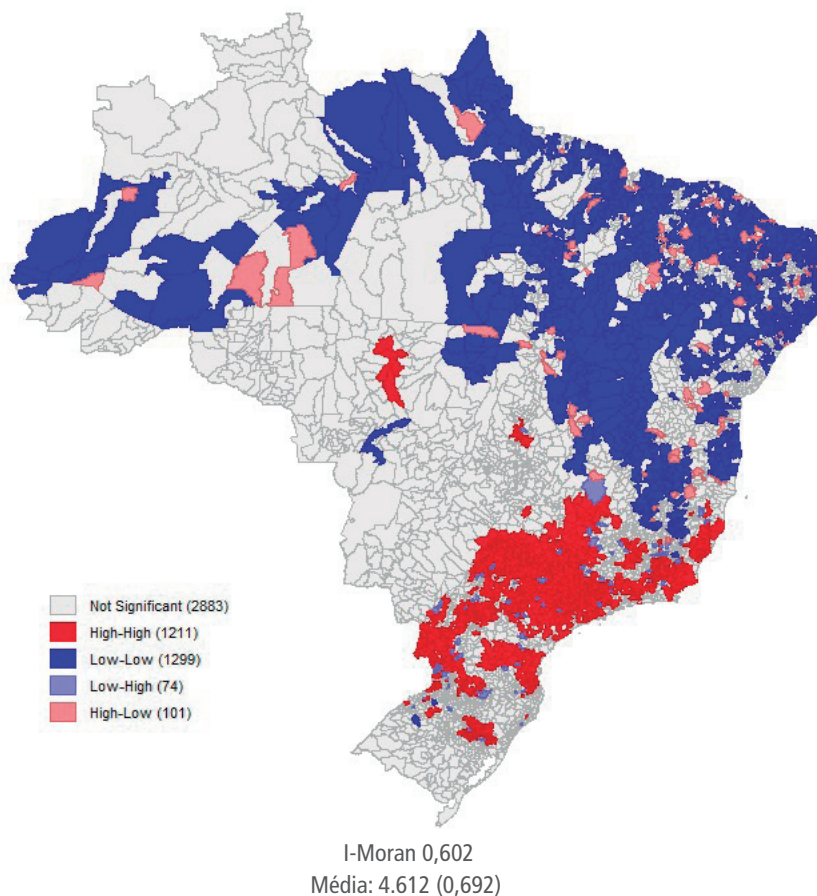 Not Significant (2883)
High-High (1211)
Low-Low (1299)
Low-High (74)
High-Low (101)
I-Moran 0,602
Média: 4.612 (0,692)